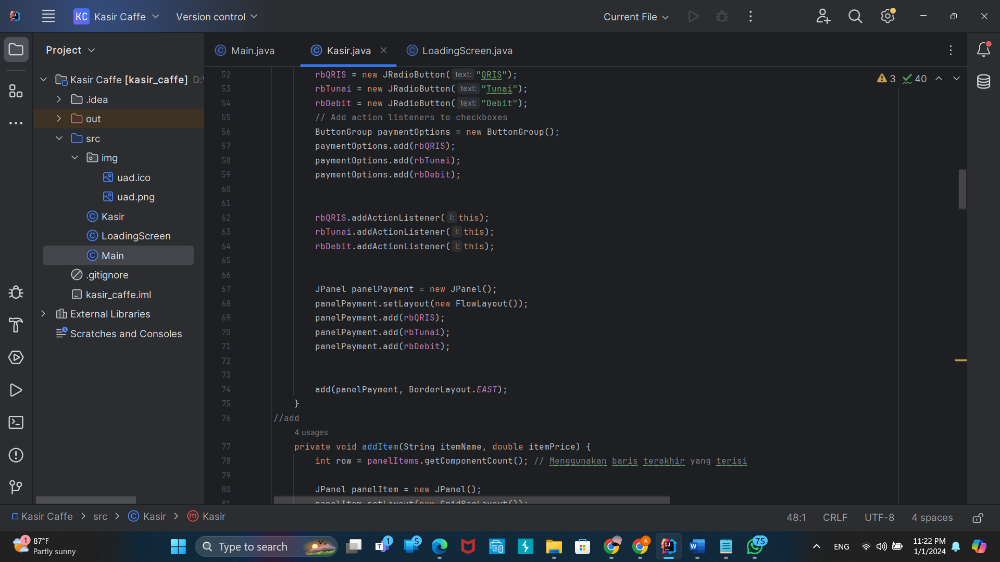 KC Kasir Caffe Version control Current File
Project
Main.java Kasir.java LoadingScreen.java
Kasir Caffe [kasir_caffe] D:\
.idea
out
src
img
uad.ico
uad.png
Kasir
LoadingScreen
Main
.gitignore
kasir_caffe.iml
External Libraries
Scratches and Consoles
3 40
52 rbQRIS = new JRadioButton( text: "QRIS");
53 rbTunai = new JRadioButton( text: "Tunai");
54 rbDebit = new JRadioButton( text: "Debit");
55 // Add action listeners to checkboxes
56 ButtonGroup paymentOptions = new ButtonGroup();
57 paymentOptions.add(rbQRIS);
58 paymentOptions.add(rbTunai);
59 paymentOptions.add(rbDebit);
60
61
62 rbQRIS.addActionListener( l: this);
63 rbTunai.addActionListener( l: this);
64 rbDebit.addActionListener( l: this);
65
66
67 JPanel panelPayment = new JPanel();
68 panelPayment.setLayout(new FlowLayout());
69 panelPayment.add(rbQRIS);
70 panelPayment.add(rbTunai);
71 panelPayment.add(rbDebit);
72
73
74 add(panelPayment, BorderLayout.EAST);
75 }
76 //add
4 usages
77 private void addItem(String itemName, double itemPrice) {
78 int row = panelItems.getComponentCount(); // Menggunakan baris terakhir yang terisi
79
80 JPanel panelItem = new JPanel();
81 panelItem.setLayout(new GridBagLayout());
Kasir Caffe > src > Kasir > Kasir
48:1 CRLF UTF-8 4 spaces
1 87°F
Partly sunny
Type to search
1 5 75
ENG
11:22 PM
1/1/2024